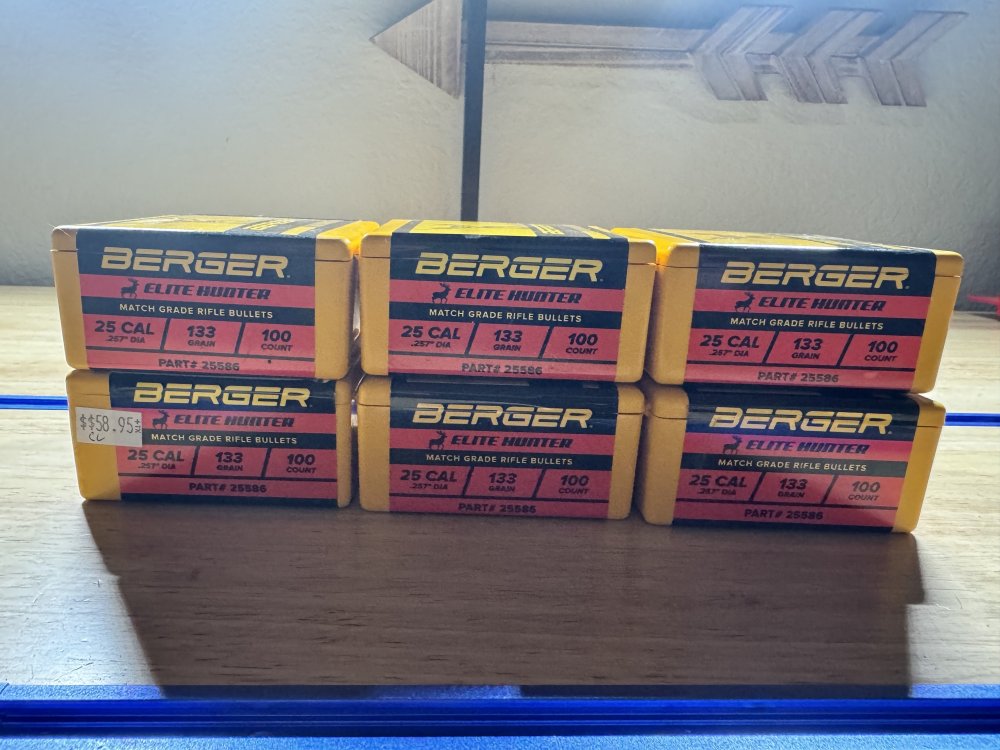 BERGER
ELITE HUNTER
MATCH GRADE RIFLE BULLETS
25 CAL 133 100
.257" DIA GRAIN COUNT
PART# 25586
BERGER
ELITE HUNTER
MATCH GRADE RIFLE BULLETS
25 CAL 133 100
.257" DIA GRAIN COUNT
PART# 25586
BERGER
ELITE HUNTER
MATCH GRADE RIFLE BULLETS
25 CAL 133 100
.257" DIA GRAIN COUNT
PART# 25586
BERGER
$$58.95
ELITE HUNTER
MATCH GRADE RIFLE BULLETS
25 CAL 133 100
.257" DIA GRAIN COUNT
PART# 25586
BERGER
ELITE HUNTER
MATCH GRADE RIFLE BULLETS
25 CAL 133 100
.257" DIA GRAIN COUNT
PART# 25586
BERGER
ELITE HUNTER
MATCH GRADE RIFLE BULLETS
25 CAL 133 100
.257" DIA GRAIN COUNT
PART# 25586